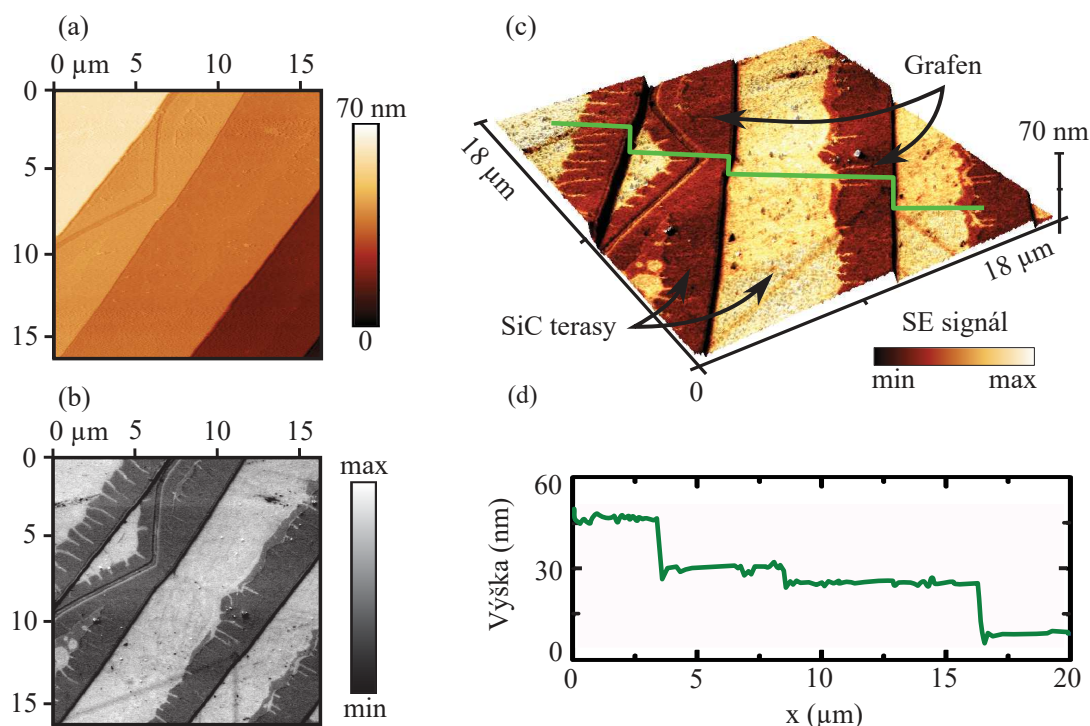 (a)
0 µm 5 10 15
0
5
10
15
70 nm
0
(b)
0 µm 5 10 15
0
5
10
15
max
min
(c)
Grafen
70 nm
18 µm
18 µm
SiC terasy
0
SE signál
min max
(d)
Výška (nm)
60
30
0
0 5 10 15 20
x (µm)